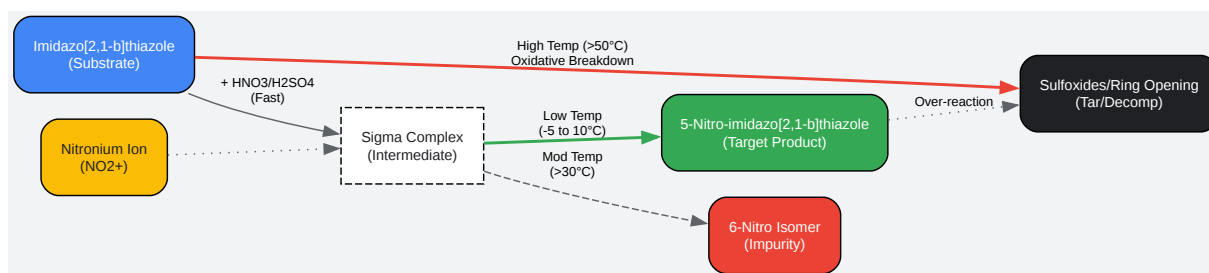 Imidazo[2,1-b]thiazole
(Substrate)
+ HNO3/H2SO4
(Fast)
Nitronium Ion
(NO2+)
Sigma Complex
(Intermediate)
High Temp (>50°C)
Oxidative Breakdown
Low Temp
(-5 to 10°C)
Mod Temp
(>30°C)
5-Nitro-imidazo[2,1-b]thiazole
(Target Product)
6-Nitro Isomer
(Impurity)
Over-reaction
Sulfoxides/Ring Opening
(Tar/Decomp)